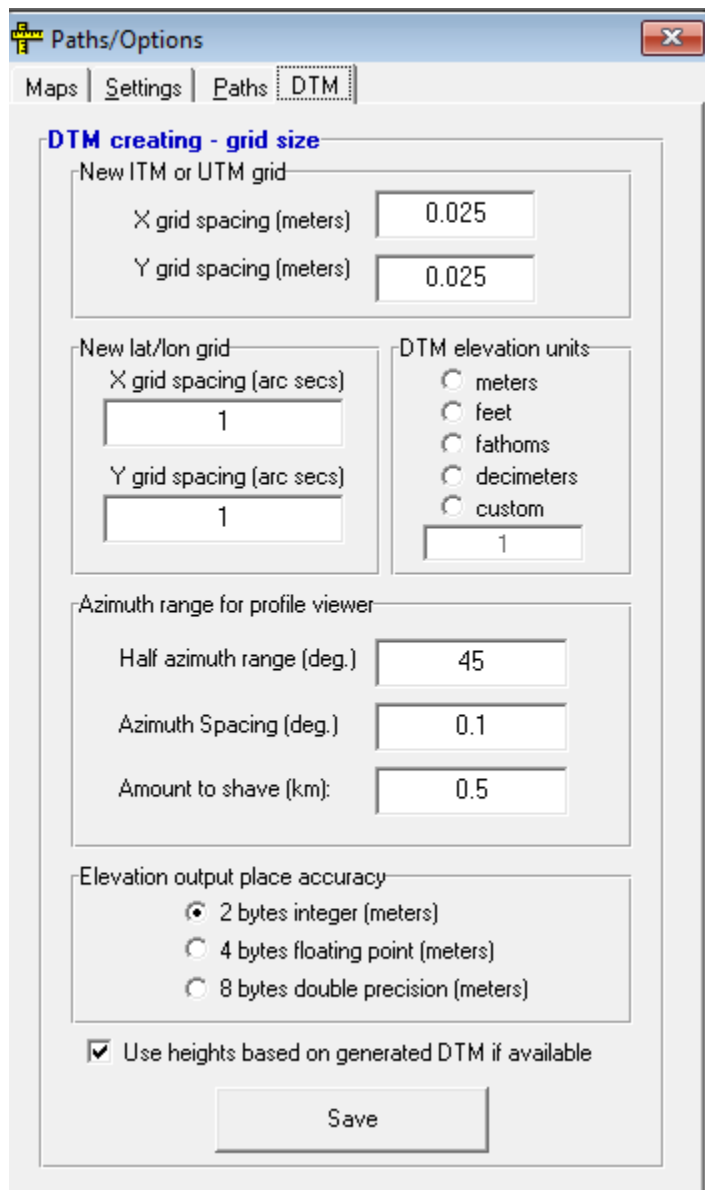 Paths/Options
Maps Settings Paths DTM
DTM creating - grid size
New ITM or UTM grid
X grid spacing (meters) 0.025
Y grid spacing (meters) 0.025
New lat/lon grid
X grid spacing (arc secs)
1
Y grid spacing (arc secs)
1
DTM elevation units
meters
feet
fathoms
decimeters
custom
1
Azimuth range for profile viewer
Half azimuth range (deg.) 45
Azimuth Spacing (deg.) 0.1
Amount to shave (km): 0.5
Elevation output place accuracy
2 bytes integer (meters)
4 bytes floating point (meters)
8 bytes double precision (meters)
Use heights based on generated DTM if available
Save